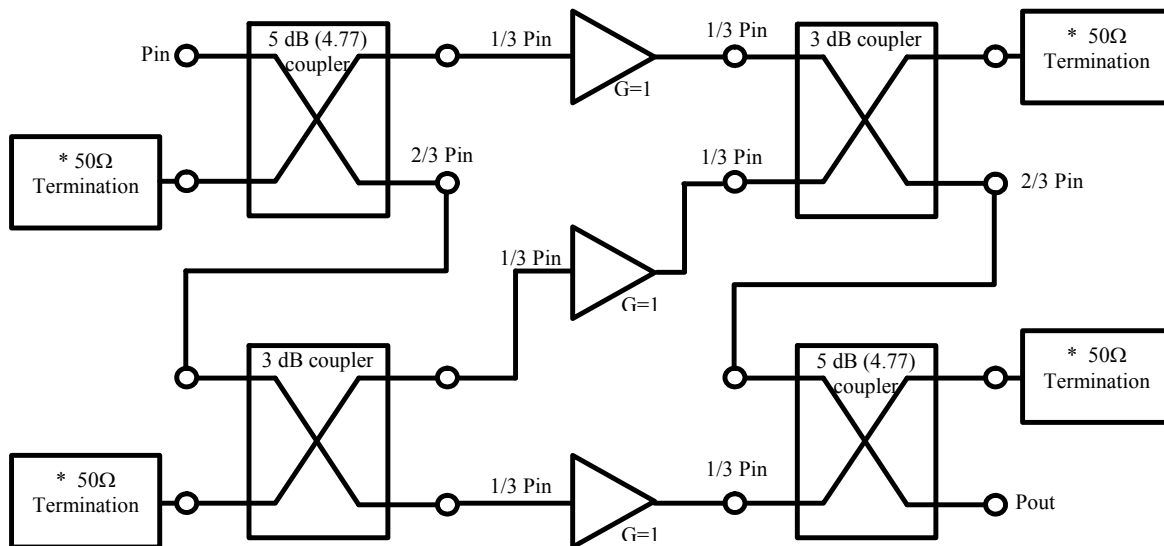 5 dB (4.77)
coupler
Pin
1/3 Pin
G=1
1/3 Pin
3 dB coupler
* 50Ω
Termination
* 50Ω
Termination
2/3 Pin
1/3 Pin
2/3 Pin
1/3 Pin
G=1
3 dB coupler
5 dB (4.77)
coupler
* 50Ω
Termination
* 50Ω
Termination
1/3 Pin
G=1
1/3 Pin
Pout